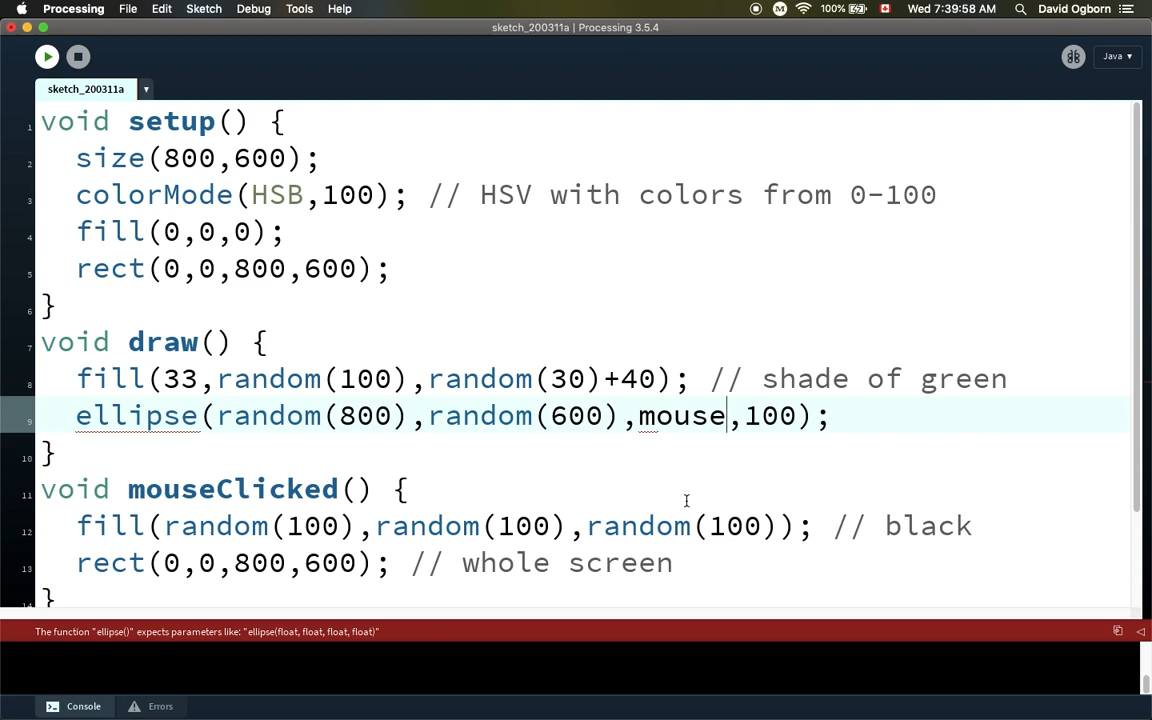 Processing File Edit Sketch Debug Tools Help M 100% Wed 7:39:58 AM David Ogborn
sketch_200311a | Processing 3.5.4
Java ▾
sketch_200311a ▾
1 void setup() {
2 size(800,600);
3 colorMode(HSB,100); // HSV with colors from 0-100
4 fill(0,0,0);
5 rect(0,0,800,600);
6 }
7 void draw() {
8 fill(33,random(100),random(30)+40); // shade of green
9 ellipse(random(800),random(600),mouse,100);
10 }
11 void mouseClicked() {
12 fill(random(100),random(100),random(100)); // black
13 rect(0,0,800,600); // whole screen
14 }
The function "ellipse()" expects parameters like: "ellipse(float, float, float, float)"
Console Errors